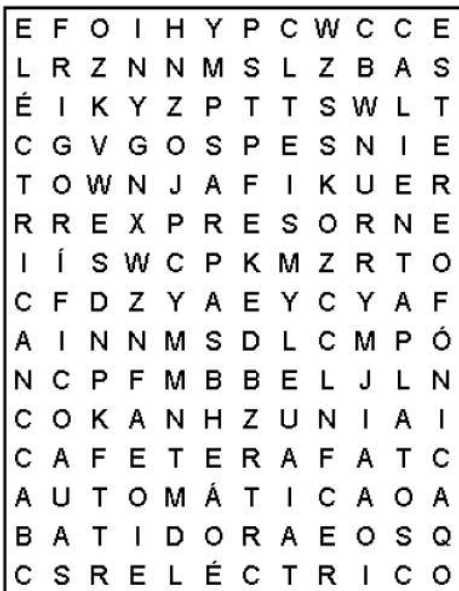 E F O I H Y P C W C C E
L R Z N N M S L Z B A S
É I K Y Z P T T S W L T
C G V G O S P E S N I E
T O W N J A F I K U E R
R R E X P R E S O R N E
I Í S W C P K M Z R T O
C F D Z Y A E Y C Y A F
A I N N M S D L C M P Ó
N C P F M B B E L J L N
C O K A N H Z U N I A I
C A F E T E R A F A T C
A U T O M Á T I C A O A
B A T I D O R A E O S Q
C S R E L É C T R I C O